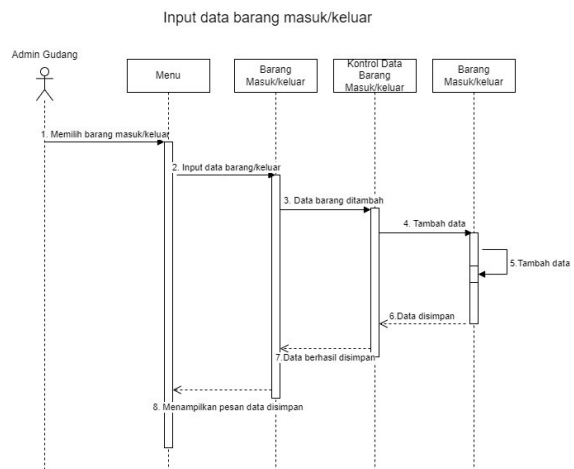 Input data barang masuk/keluar
Admin Gudang
Menu
Barang
Masuk/keluar
Kontrol Data
Barang
Masuk/keluar
Barang
Masuk/keluar
1. Memilih barang masuk/keluar
2. Input data barang/keluar
3. Data barang ditambah
4. Tambah data
5.Tambah data
6.Data disimpan
7.Data berhasil disimpan
8. Menampilkan pesan data disimpan